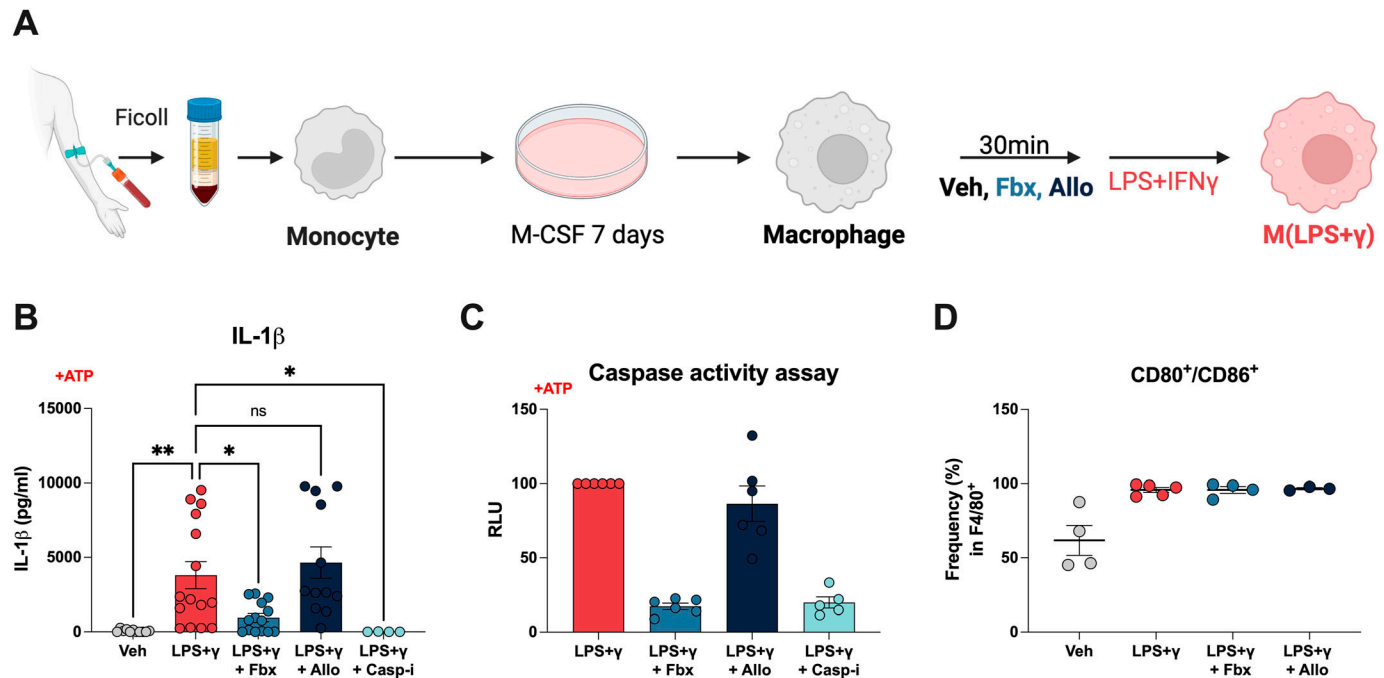 A
Ficoll
Monocyte
M-CSF 7 days
Macrophage
30min
Veh, Fbx, Allo
LPS+IFNγ
M(LPS+γ)
B
IL-1β
+ATP
*
ns
**
*
IL-1β (pg/ml)
15000
10000
5000
0
Veh
LPS+γ
LPS+γ
+ Fbx
LPS+γ
+ Allo
LPS+γ
+ Casp-i
C
Caspase activity assay
+ATP
RLU
150
100
50
0
LPS+γ
LPS+γ
+ Fbx
LPS+γ
+ Allo
LPS+γ
+ Casp-i
D
CD80⁺/CD86⁺
Frequency (%)
in F4/80⁺
150
100
50
0
Veh
LPS+γ
LPS+γ
+ Fbx
LPS+γ
+ Allo